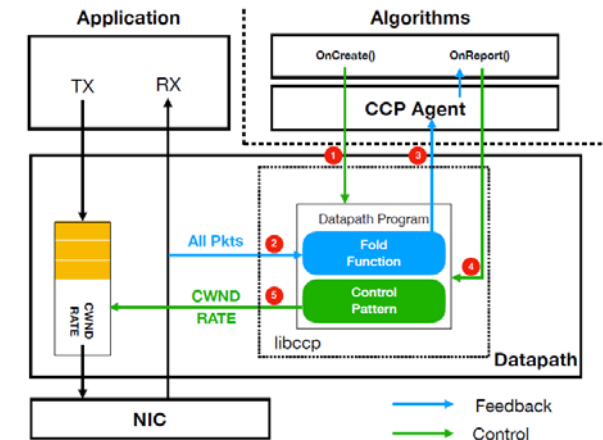 Application
Algorithms
OnCreate()
OnReport()
TX
RX
CCP Agent
1
3
Datapath Program
All Pkts
2
Fold
Function
4
CWND
RATE
5
Control
Pattern
CWND
RATE
libccp
Datapath
NIC
Feedback
Control